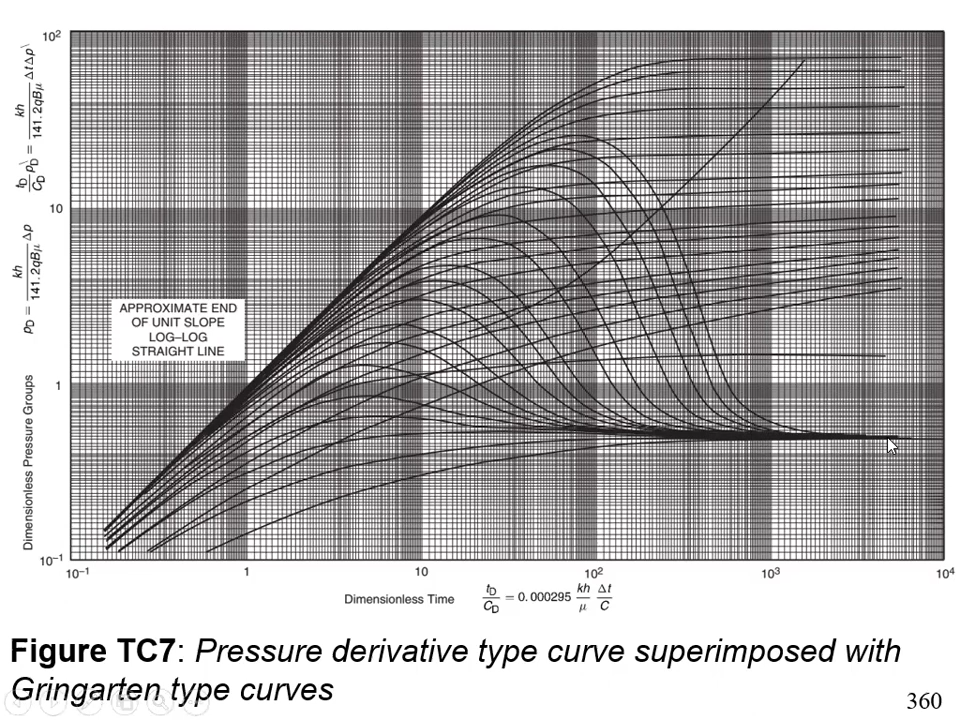 10²
10
1
10⁻¹
t_D/C_D p_D\ = kh/141.2qBμ ΔtΔp\
p_D = kh/141.2qBμ Δp
Dimensionless Pressure Groups
APPROXIMATE END
OF UNIT SLOPE
LOG–LOG
STRAIGHT LINE
10⁻¹ 1 10 10² 10³ 10⁴
Dimensionless Time t_D/C_D = 0.000295 kh/μ Δt/C
Figure TC7: Pressure derivative type curve superimposed with
Gringarten type curves
360